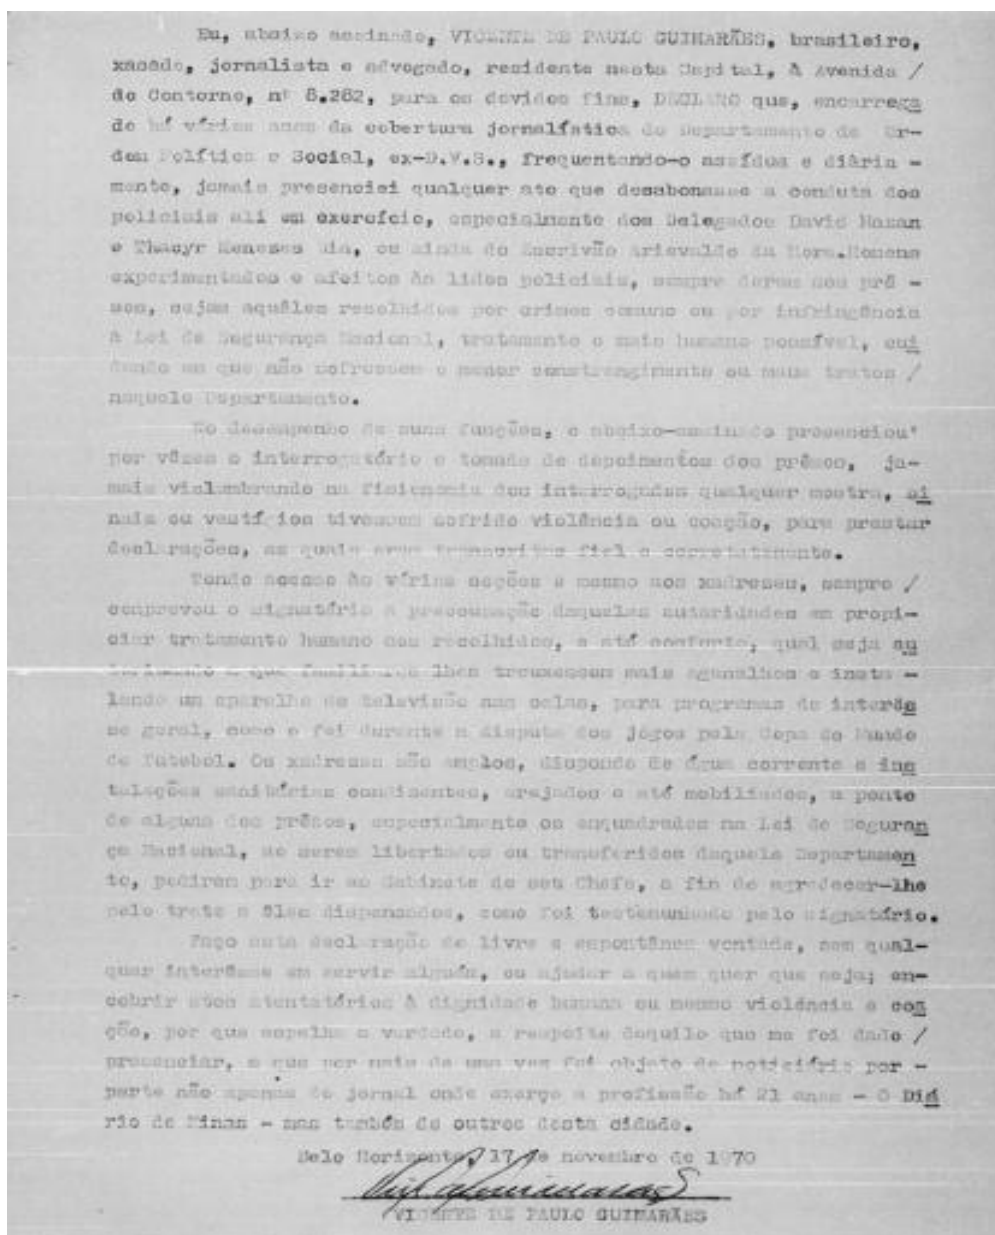 Eu, abaixo assinado, VICENTE DE PAULO GUIMARÃES, brasileiro,
xasado, jornalista e advogado, residente nesta Capital, à Avenida /
do Contorno, nº 8.262, para os devidos fins, DECLARO que, encarrega
do há vários anos da cobertura jornalística do Departamento de Or-
dem Política e Social, ex-D.V.S., frequentando-o assídua e diària -
mente, jamais presenciei qualquer ato que desabonasse a conduta dos
policiais ali em exercício, especialmente dos Delegados David Hazan
e Thacyr Menezes Sia, ou ainda do Escrivão Ariovaldo da Hora.Homens
experimentados e afeitos às lides policiais, sempre deram aos prê -
sos, sejam aquêles recolhidos por crimes comuns ou por infringência
à Lei de Segurança Nacional, tratamento o mais humano possível, cui
dando em que não sofressem o menor constrangimento ou maus tratos /
naquele Departamento.
No desempenho de suas funções, o abaixo-assinado presenciou'
por vêzes o interrogatório e tomada de depoimentos dos prêsos, ja-
mais vislumbrando na fisionomia dos interrogados qualquer mostra, si
nais ou vestígios tivessem sofrido violência ou coação, para prestar
declarações, as quais eram transcritas fiel e corretatmente.
Tendo acesso às várias seções e mesmo aos xadreses, sempre /
comprovou o signatário a preocupação daquelas autoridades em propi-
ciar tratamento humano aos recolhidos, e até conforto, qual seja au
torizando a que familiares lhes trouxessem mais agasalhos e insta -
lando um aparelho de televisão nas celas, para programas de interês
se geral, como o foi durante a disputa dos jogos pela Copa do Mundo
de Futebol. Os xadreses são amplos, dispondo de água corrente e ins
talações sanitárias condizentes, arejados e até mobiliados, a ponto
de alguns dos prêsos, especialmente os enquadrados na Lei de Seguran
ça Nacional, ao serem libertados ou transferidos daquele Departamen
to, pedirem para ir ao Gabinete de seu Chefe, a fim de agradecer-lhe
pelo trato a êles dispensados, como foi testemunhado pelo signatário.
Faço esta declaração de livre e espontânea vontade, sem qual-
quer interêsse em servir alguém, ou ajudar a quem quer que seja; en-
cobrir atos atentatórios à dignidade humana ou mesmo violência e coa
ção, por que espelha a verdade, a respeito daquilo que me foi dado /
presenciar, e que por mais de uma vez foi objeto de noticiário por -
parte não apenas do jornal onde exerço a profissão há 21 anos - O Diá
rio de Minas - mas também de outros desta cidade.
Belo Horizonte, 17 de novembro de 1970
VICENTE DE PAULO GUIMARÃES